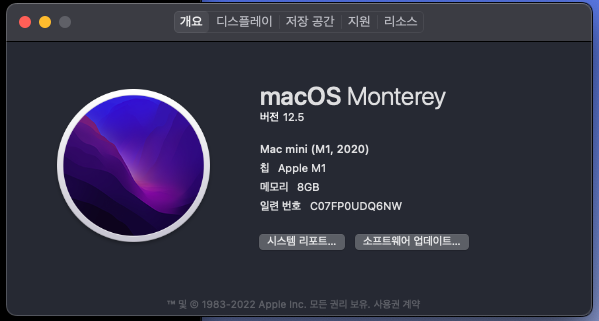 개요 디스플레이 저장 공간 지원 리소스
macOS Monterey
버전 12.5
Mac mini (M1, 2020)
칩 Apple M1
메모리 8GB
일련 번호 C07FP0UDQ6NW
시스템 리포트... 소프트웨어 업데이트...
™ 및 © 1983-2022 Apple Inc. 모든 권리 보유. 사용권 계약